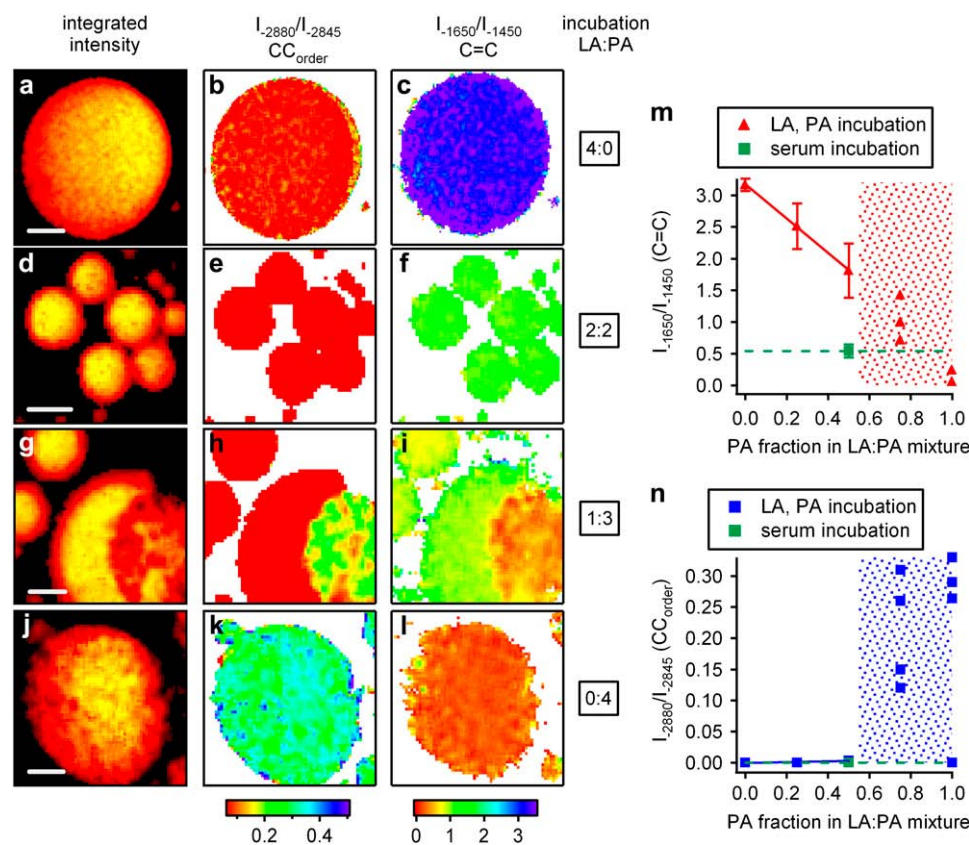 integrated
intensity
I-2880/I-2845
CCorder
I-1650/I-1450
C=C
incubation
LA:PA
a
b
c
4:0
d
e
f
2:2
g
h
i
1:3
j
k
l
0:4
0.2
0.4
0
1
2
3
m
LA, PA incubation
serum incubation
I-1650/I-1450 (C=C)
3.0
2.5
2.0
1.5
1.0
0.5
0.0
0.0 0.2 0.4 0.6 0.8 1.0
PA fraction in LA:PA mixture
n
LA, PA incubation
serum incubation
I-2880/I-2845 (CCorder)
0.30
0.25
0.20
0.15
0.10
0.05
0.00
0.0 0.2 0.4 0.6 0.8 1.0
PA fraction in LA:PA mixture